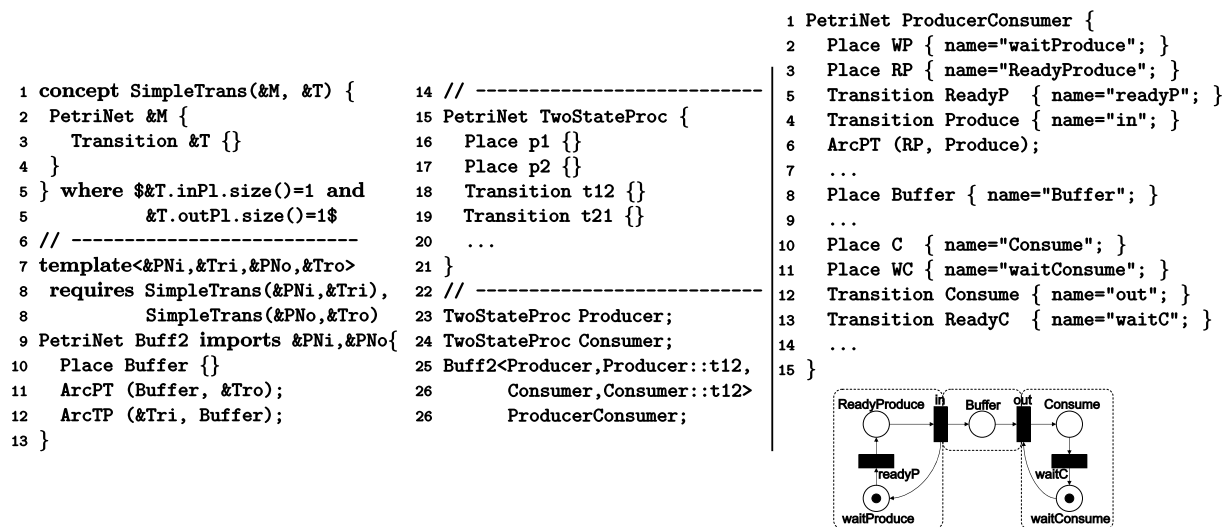 1 concept SimpleTrans(&M, &T) {
2 PetriNet &M {
3 Transition &T {}
4 }
5 } where $&T.inPl.size()=1 and
5 &T.outPl.size()=1$
6 // ---------------------------
7 template<&PNi,&Tri,&PNo,&Tro>
8 requires SimpleTrans(&PNi,&Tri),
8 SimpleTrans(&PNo,&Tro)
9 PetriNet Buff2 imports &PNi,&PNo{
10 Place Buffer {}
11 ArcPT (Buffer, &Tro);
12 ArcTP (&Tri, Buffer);
13 }
14 // ---------------------------
15 PetriNet TwoStateProc {
16 Place p1 {}
17 Place p2 {}
18 Transition t12 {}
19 Transition t21 {}
20 ...
21 }
22 // ---------------------------
23 TwoStateProc Producer;
24 TwoStateProc Consumer;
25 Buff2<Producer,Producer::t12,
26 Consumer,Consumer::t12>
26 ProducerConsumer;
1 PetriNet ProducerConsumer {
2 Place WP { name="waitProduce"; }
3 Place RP { name="ReadyProduce"; }
5 Transition ReadyP { name="readyP"; }
4 Transition Produce { name="in"; }
6 ArcPT (RP, Produce);
7 ...
8 Place Buffer { name="Buffer"; }
9 ...
10 Place C { name="Consume"; }
11 Place WC { name="waitConsume"; }
12 Transition Consume { name="out"; }
13 Transition ReadyC { name="waitC"; }
14 ...
15 }
ReadyProduce in Buffer out Consume
readyP waitC
waitProduce waitConsume